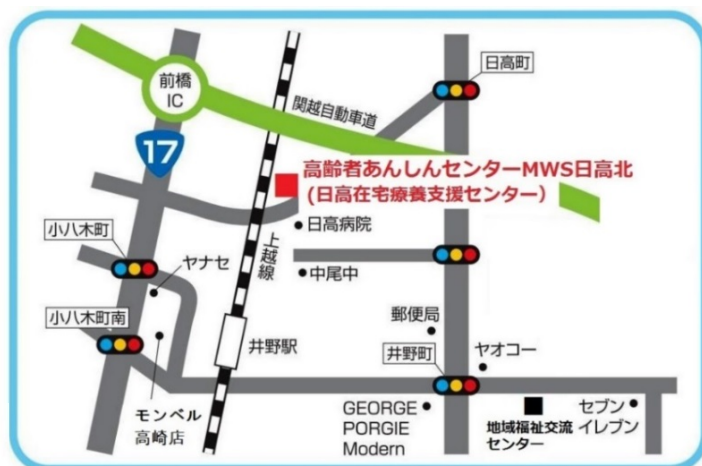 日高町
前橋
IC
関越自動車道
17
高齢者あんしんセンターMWS日高北
(日高在宅療養支援センター）
日高病院
小八木町
上越線
ヤナセ
中尾中
小八木町南
郵便局
井野駅
井野町
ヤオコー
モンベル
高崎店
GEORGE
PORGIE
Modern
地域福祉交流
センター
セブン
イレブン